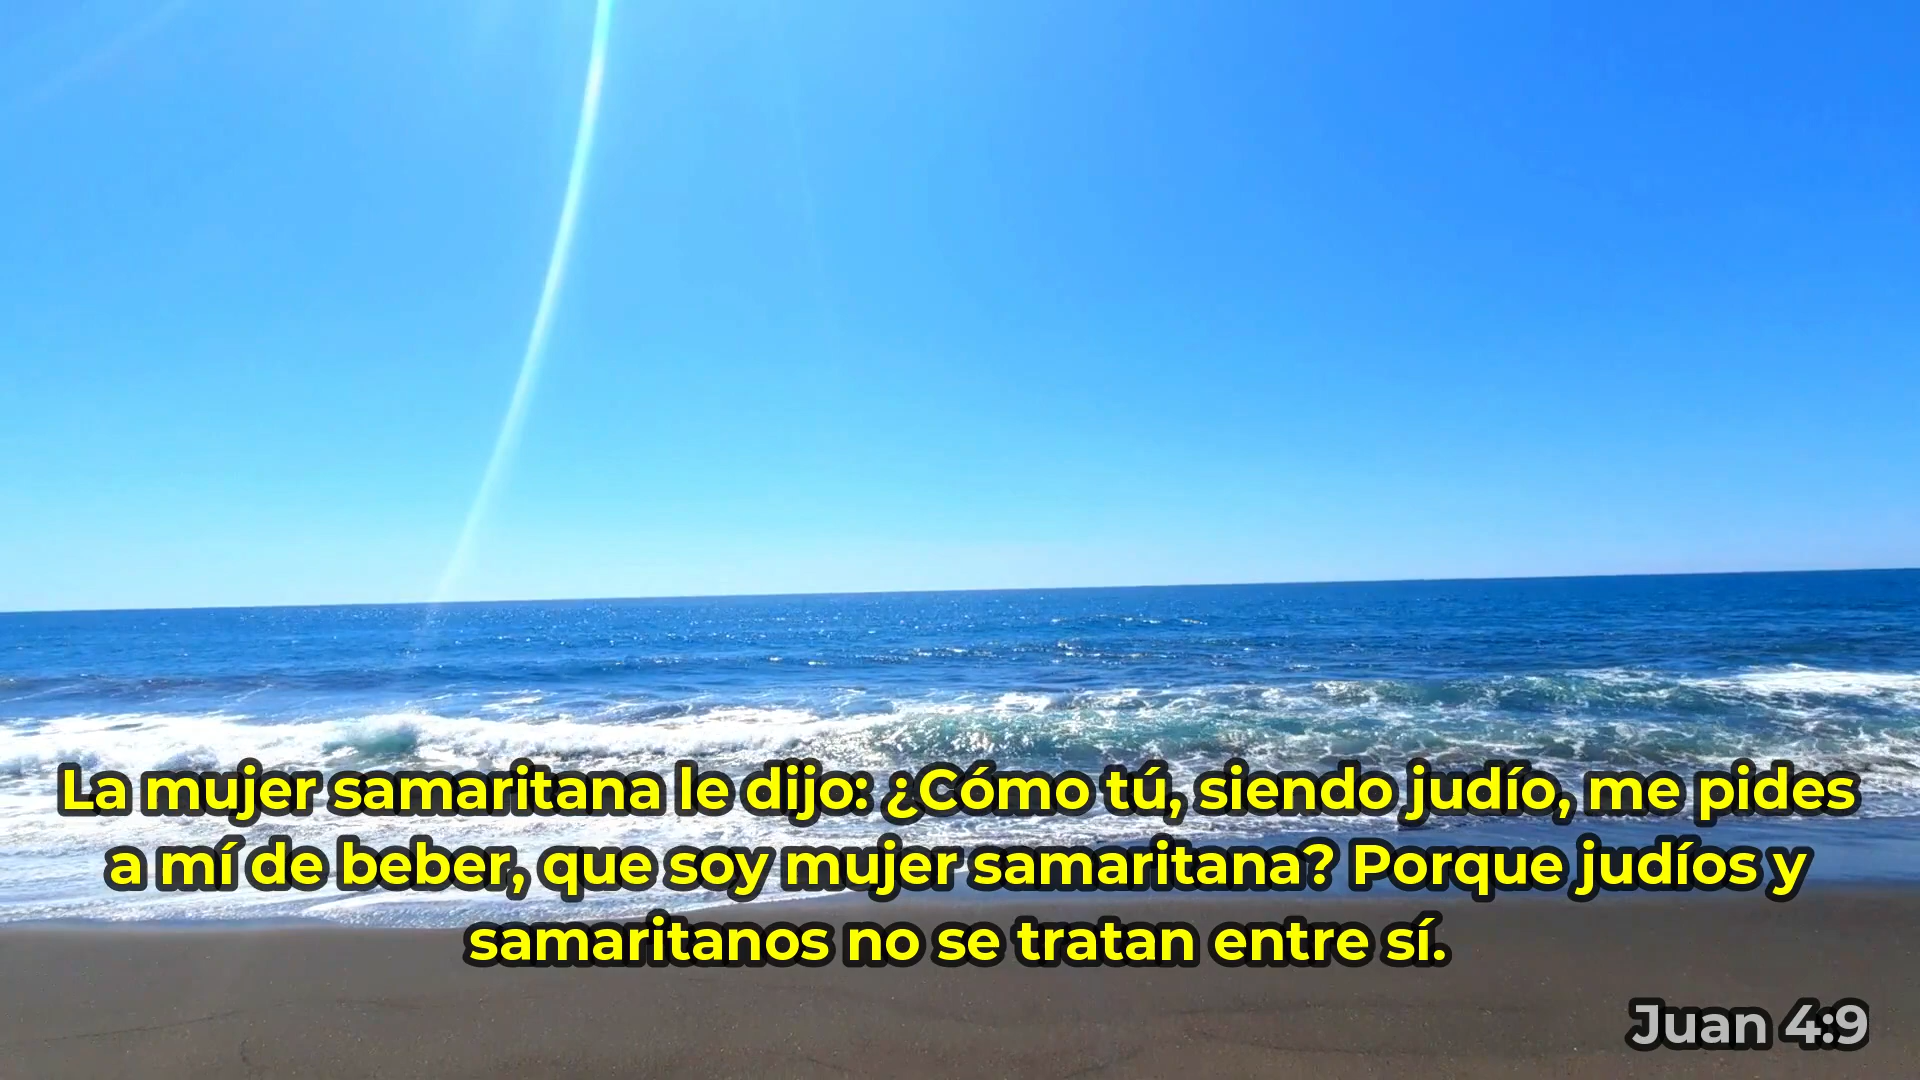 La mujer samaritana le dijo: ¿Cómo tú, siendo judío, me pides
a mí de beber, que soy mujer samaritana? Porque judíos y
samaritanos no se tratan entre sí.
Juan 4:9